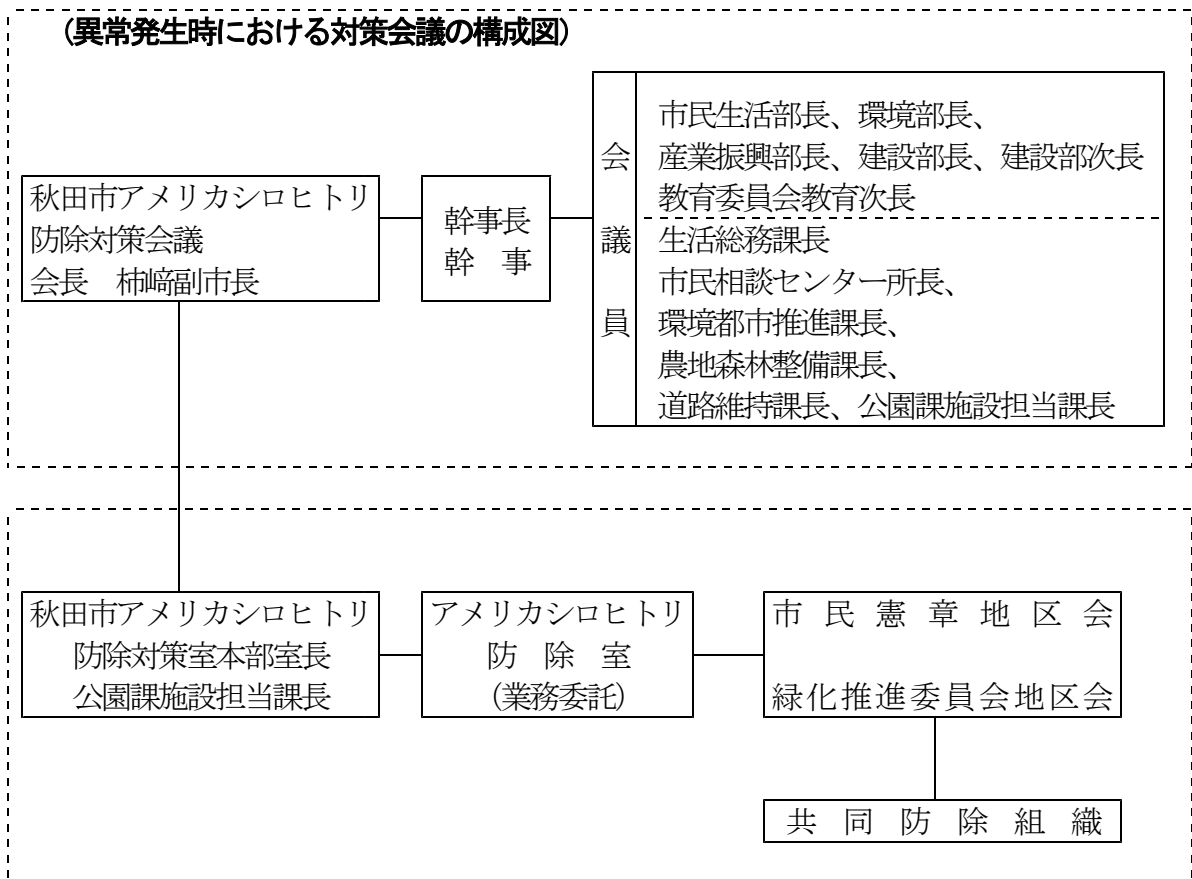 (異常発生時における対策会議の構成図)
秋田市アメリカシロヒトリ
防除対策会議
会長　柿﨑副市長
幹事長
幹　事
会
議
員
市民生活部長、環境部長、
産業振興部長、建設部長、建設部次長
教育委員会教育次長
生活総務課長
市民相談センター所長、
環境都市推進課長、
農地森林整備課長、
道路維持課長、公園課施設担当課長
秋田市アメリカシロヒトリ
防除対策室本部室長
公園課施設担当課長
アメリカシロヒトリ
防　除　室
(業務委託)
市 民 憲 章 地 区 会
緑化推進委員会地区会
共 同 防 除 組 織